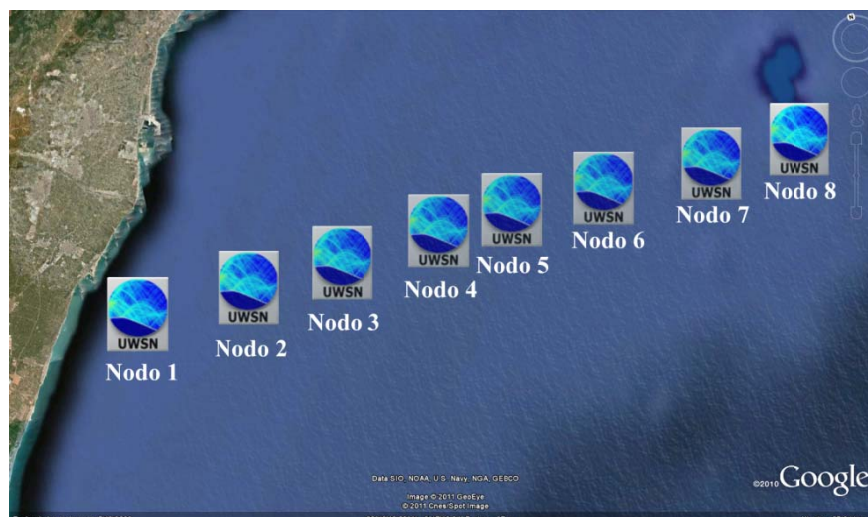 N
UWSN
Nodo 8
UWSN
Nodo 7
UWSN
Nodo 6
UWSN
Nodo 5
UWSN
Nodo 4
UWSN
Nodo 3
UWSN
Nodo 2
UWSN
Nodo 1
Data SIO, NOAA, U.S. Navy, NGA, GEBCO
Image © 2011 GeoEye
© 2011 Cnes/Spot Image
©2010 Google